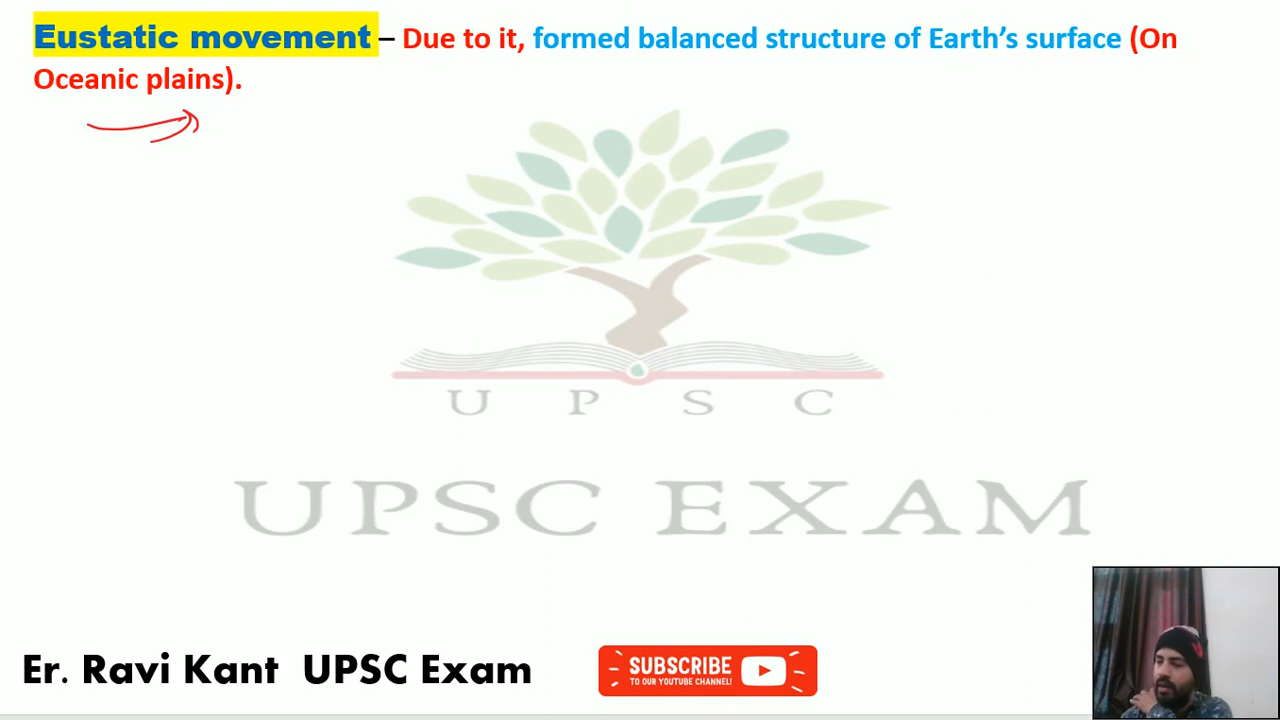 Eustatic movement – Due to it, formed balanced structure of Earth's surface (On
Oceanic plains).
U P S C
UPSC EXAM
Er. Ravi Kant UPSC Exam
SUBSCRIBE
TO OUR YOUTUBE CHANNEL!